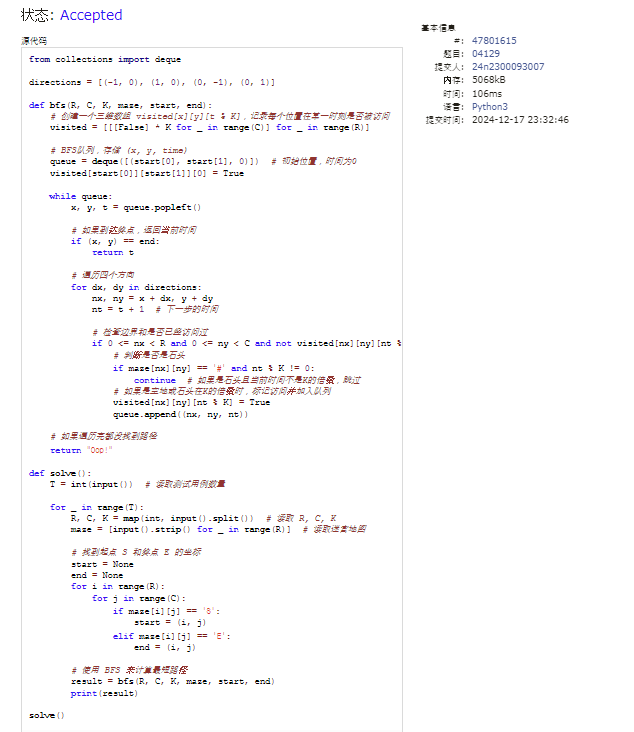 状态: Accepted
源代码
from collections import deque
directions = [(-1, 0), (1, 0), (0, -1), (0, 1)]
def bfs(R, C, K, maze, start, end):
# 创建一个三维数组 visited[x][y][t % K]，记录每个位置在某一时刻是否被访问
visited = [[[False] * K for _ in range(C)] for _ in range(R)]
# BFS队列，存储 (x, y, time)
queue = deque([(start[0], start[1], 0)])  # 初始位置，时间为0
visited[start[0]][start[1]][0] = True
while queue:
x, y, t = queue.popleft()
# 如果到达终点，返回当前时间
if (x, y) == end:
return t
# 遍历四个方向
for dx, dy in directions:
nx, ny = x + dx, y + dy
nt = t + 1  # 下一步的时间
# 检查边界和是否已经访问过
if 0 <= nx < R and 0 <= ny < C and not visited[nx][ny][nt %
# 判断是否是石头
if maze[nx][ny] == '#' and nt % K != 0:
continue  # 如果是石头且当前时间不是K的倍数，跳过
# 如果是空地或石头在K的倍数时，标记访问并加入队列
visited[nx][ny][nt % K] = True
queue.append((nx, ny, nt))
# 如果遍历完都没找到路径
return "Oop!"
def solve():
T = int(input())  # 读取测试用例数量
for _ in range(T):
R, C, K = map(int, input().split())  # 读取 R, C, K
maze = [input().strip() for _ in range(R)]  # 读取迷宫地图
# 找到起点 S 和终点 E 的坐标
start = None
end = None
for i in range(R):
for j in range(C):
if maze[i][j] == 'S':
start = (i, j)
elif maze[i][j] == 'E':
end = (i, j)
# 使用 BFS 来计算最短路径
result = bfs(R, C, K, maze, start, end)
print(result)
solve()
基本信息
#: 47801615
题目: 04129
提交人: 24n2300093007
内存: 5068kB
时间: 106ms
语言: Python3
提交时间: 2024-12-17 23:32:46